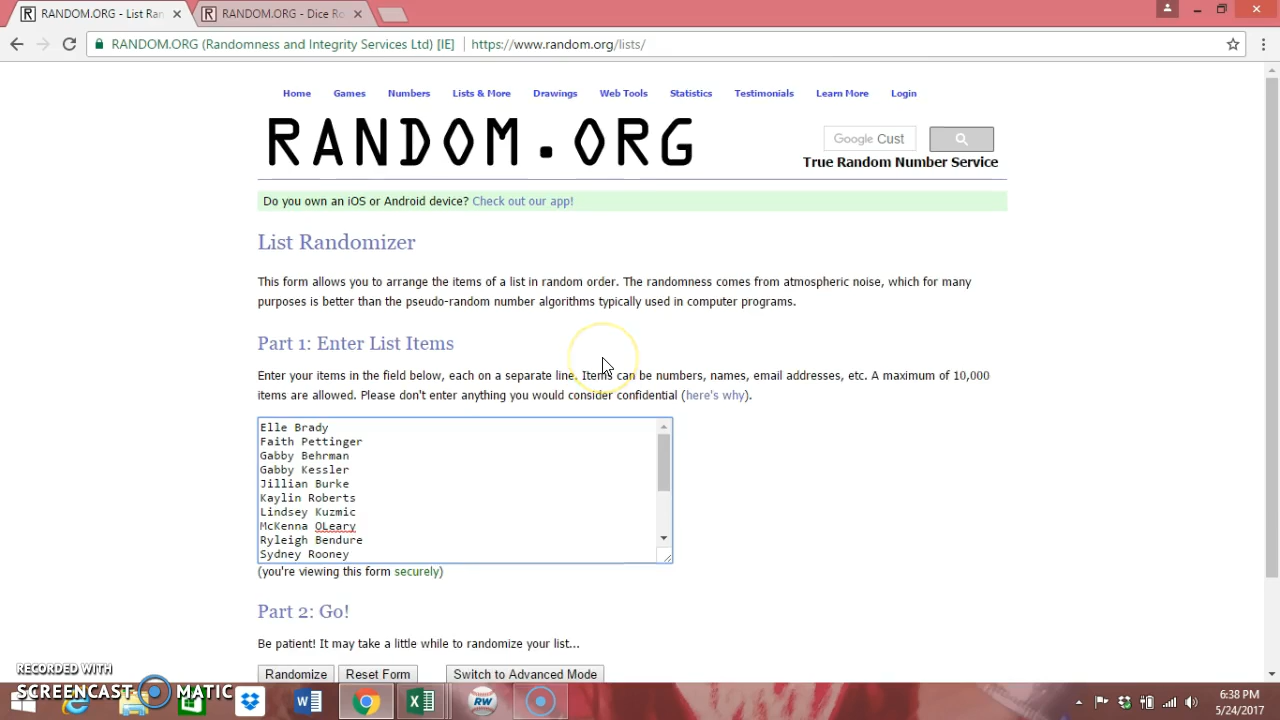 RANDOM.ORG - List Ran
RANDOM.ORG - Dice Ro
RANDOM.ORG (Randomness and Integrity Services Ltd) [IE]
https://www.random.org/lists/
Home Games Numbers Lists & More Drawings Web Tools Statistics Testimonials Learn More Login
RANDOM.ORG
Google Cust
True Random Number Service
Do you own an iOS or Android device? Check out our app!
List Randomizer
This form allows you to arrange the items of a list in random order. The randomness comes from atmospheric noise, which for many
purposes is better than the pseudo-random number algorithms typically used in computer programs.
Part 1: Enter List Items
Enter your items in the field below, each on a separate line. Items can be numbers, names, email addresses, etc. A maximum of 10,000
items are allowed. Please don't enter anything you would consider confidential (here's why).
Elle Brady
Faith Pettinger
Gabby Behrman
Gabby Kessler
Jillian Burke
Kaylin Roberts
Lindsey Kuzmic
McKenna OLeary
Ryleigh Bendure
Sydney Rooney
(you're viewing this form securely)
Part 2: Go!
Be patient! It may take a little while to randomize your list...
Randomize Reset Form Switch to Advanced Mode
RECORDED WITH
SCREENCAST MATIC
RW
6:38 PM
5/24/2017